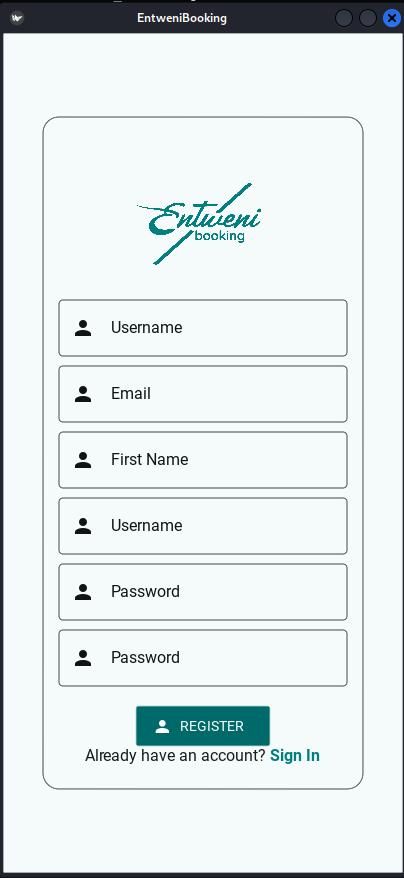 EntweniBooking
Entweni
booking
Username
Email
First Name
Username
Password
Password
REGISTER
Already have an account? Sign In